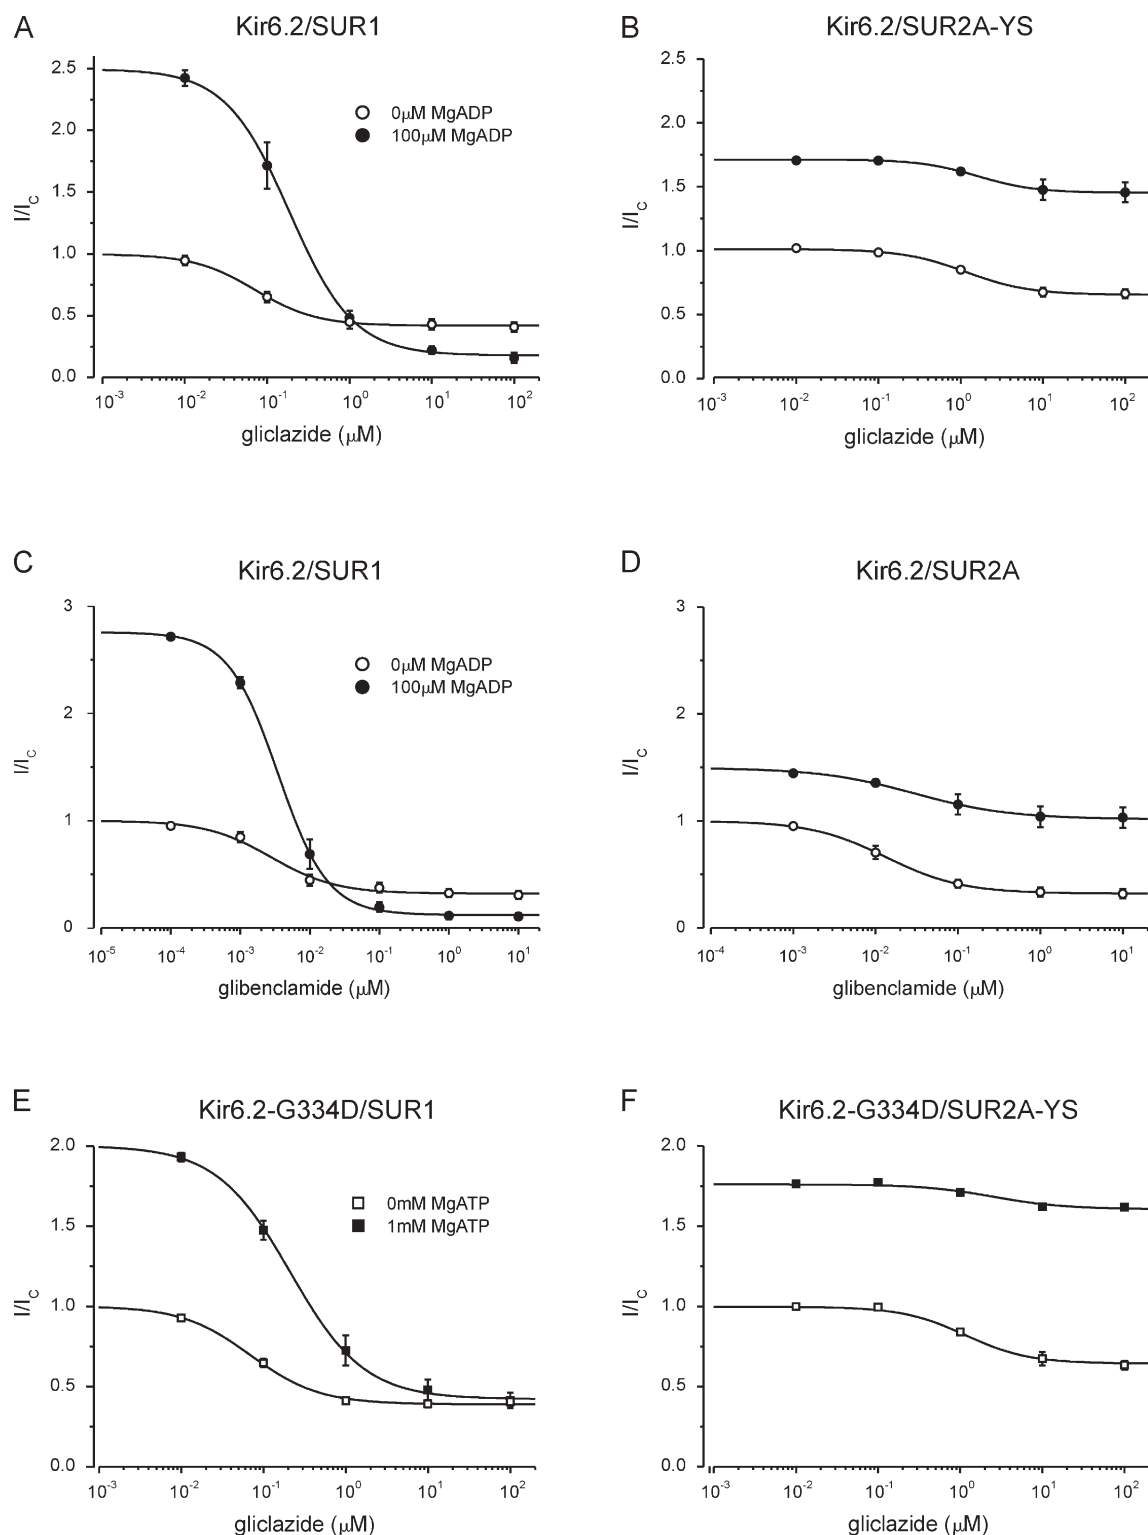 A
Kir6.2/SUR1
2.5
2.0
1.5
1.0
0.5
0.0
I/I_C
0μM MgADP
100μM MgADP
10^-3 10^-2 10^-1 10^0 10^1 10^2
gliclazide (μM)
B
Kir6.2/SUR2A-YS
2.5
2.0
1.5
1.0
0.5
0.0
I/I_C
10^-3 10^-2 10^-1 10^0 10^1 10^2
gliclazide (μM)
C
Kir6.2/SUR1
3
2
1
0
I/I_C
0μM MgADP
100μM MgADP
10^-5 10^-4 10^-3 10^-2 10^-1 10^0 10^1
glibenclamide (μM)
D
Kir6.2/SUR2A
3
2
1
0
I/I_C
10^-4 10^-3 10^-2 10^-1 10^0 10^1
glibenclamide (μM)
E
Kir6.2-G334D/SUR1
2.0
1.5
1.0
0.5
0.0
I/I_C
0mM MgATP
1mM MgATP
10^-3 10^-2 10^-1 10^0 10^1 10^2
gliclazide (μM)
F
Kir6.2-G334D/SUR2A-YS
2.0
1.5
1.0
0.5
0.0
I/I_C
10^-3 10^-2 10^-1 10^0 10^1 10^2
gliclazide (μM)